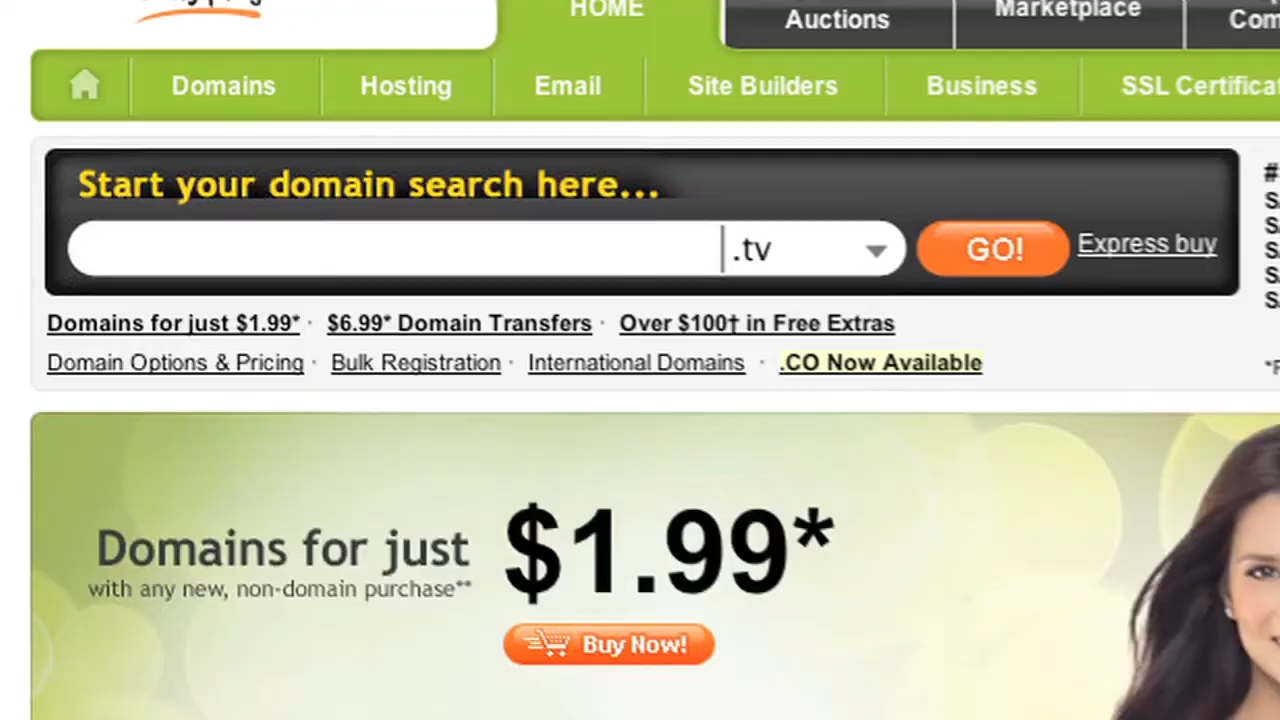 HOME
Auctions
Marketplace
Domains
Hosting
Email
Site Builders
Business
SSL
Start your domain search here...
.tv
GO!
Express buy
Domains for just $1.99* · $6.99* Domain Transfers · Over $100† in Free Extras
Domain Options & Pricing · Bulk Registration · International Domains · .CO Now Available
Domains for just $1.99*
with any new, non-domain purchase**
Buy Now!